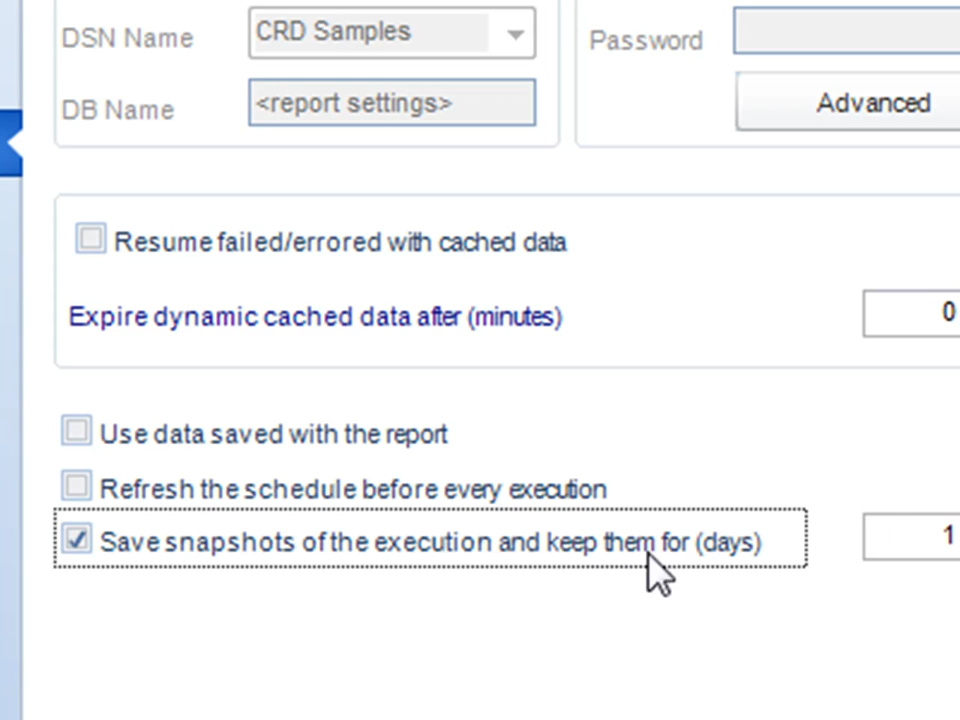 DSN Name CRD Samples Password
DB Name <report settings> Advanced
Resume failed/errored with cached data
Expire dynamic cached data after (minutes) 0
Use data saved with the report
Refresh the schedule before every execution
Save snapshots of the execution and keep them for (days) 1